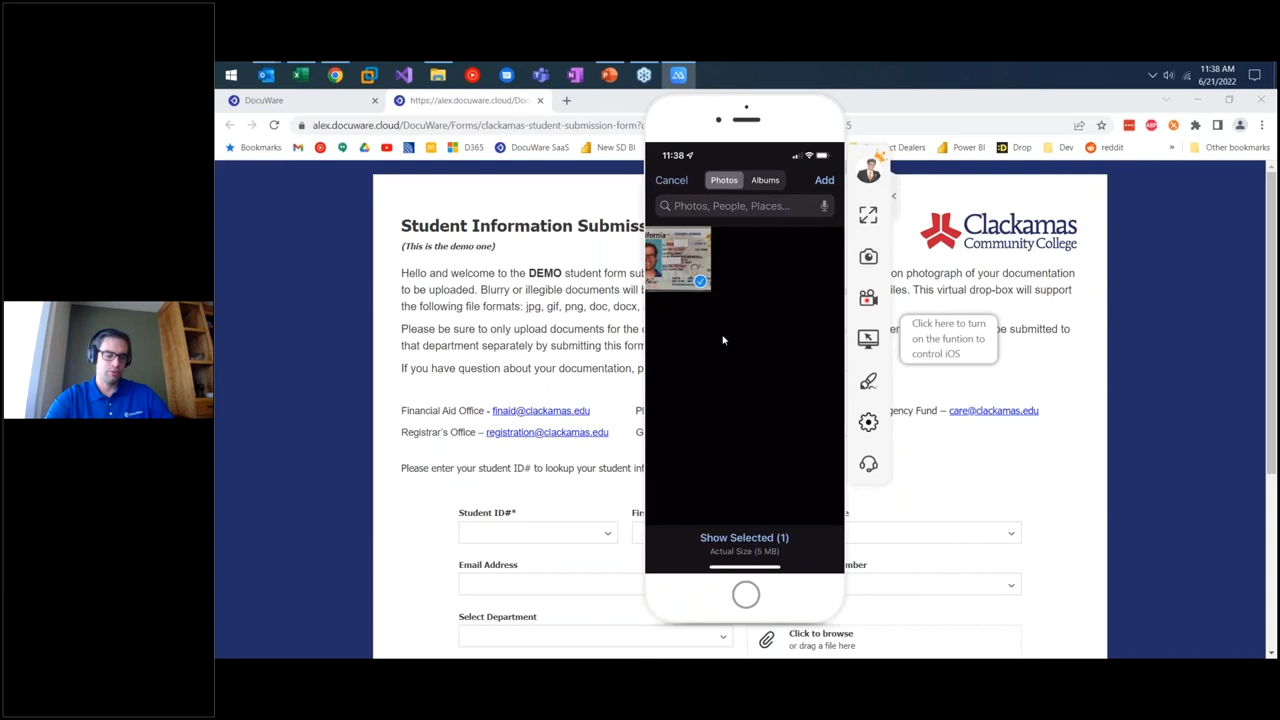 11:38 AM
6/21/2022
DocuWare
https://alex.docuware.cloud/Do
alex.docuware.cloud/DocuWare/Forms/clackamas-student-submission-form?
5
Bookmarks
D365
DocuWare SaaS
New SD BI
Dealers
Power BI
Drop
Dev
reddit
»
Other bookmarks
11:38
Cancel
Photos
Albums
Add
Photos, People, Places...
Student Information Submiss
(This is the demo one)
Clackamas
Community College
Hello and welcome to the DEMO student form su
on photograph of your documentation
to be uploaded. Blurry or illegible documents will b
files. This virtual drop-box will support
the following file formats: jpg, gif, png, doc, docx,
Please be sure to only upload documents for the
be submitted to
that department separately by submitting this form
If you have question about your documentation, p
Click here to turn
on the funtion to
control iOS
Financial Aid Office - finaid@clackamas.edu
gency Fund – care@clackamas.edu
Registrar's Office – registration@clackamas.edu
G
Please enter your student ID# to lookup your student in
Student ID#*
Firs
e
Email Address
mber
Select Department
Show Selected (1)
Actual Size (5 MB)
Click to browse
or drag a file here